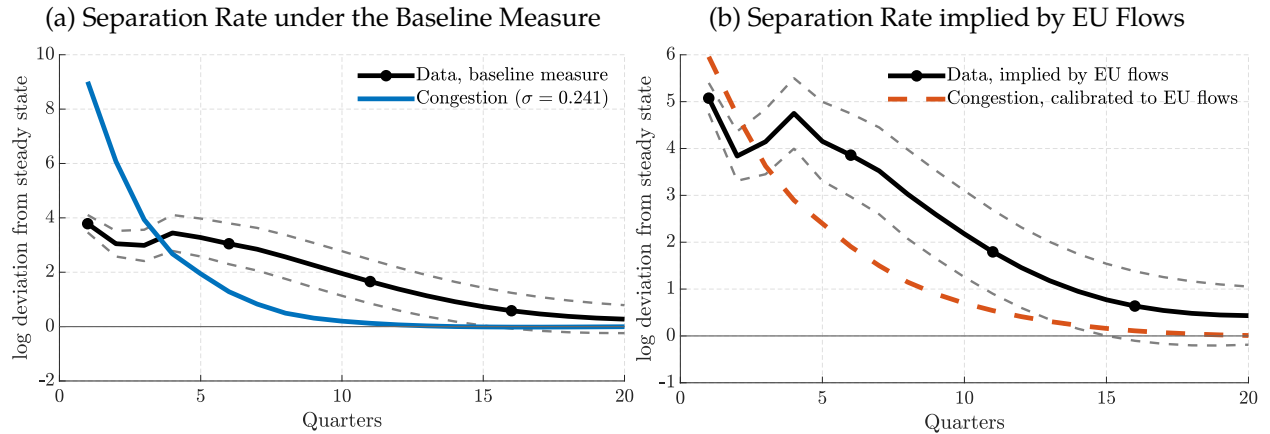 (a) Separation Rate under the Baseline Measure
log deviation from steady state
10
8
6
4
2
0
-2
Data, baseline measure
Congestion (σ = 0.241)
0
5
10
15
20
Quarters
(b) Separation Rate implied by EU Flows
log deviation from steady state
6
5
4
3
2
1
0
-1
Data, implied by EU flows
Congestion, calibrated to EU flows
0
5
10
15
20
Quarters